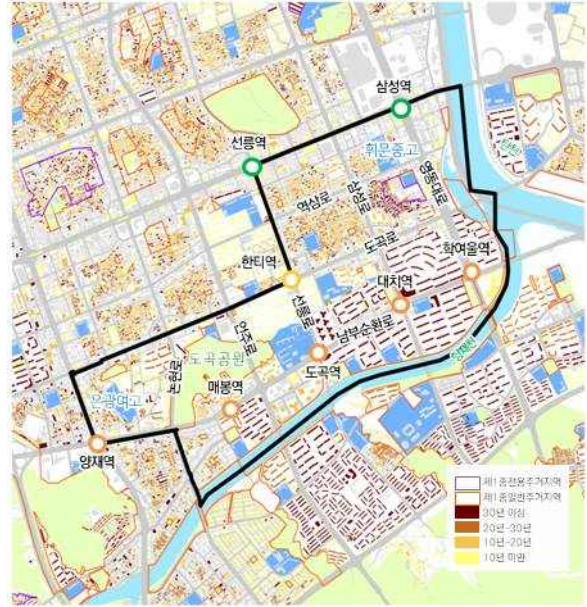 삼성역
선릉역
휘문중고
영동대로
탄천
역삼로
삼성로
도곡로
학여울역
한티역
대치역
선릉로
남부순환로
언주로
도곡공원
도곡역
양재천
논현로
매봉역
은광여고
양재역
제1종전용주거지역
제1종일반주거지역
30년 이상
20년-30년
10년-20년
10년 미만